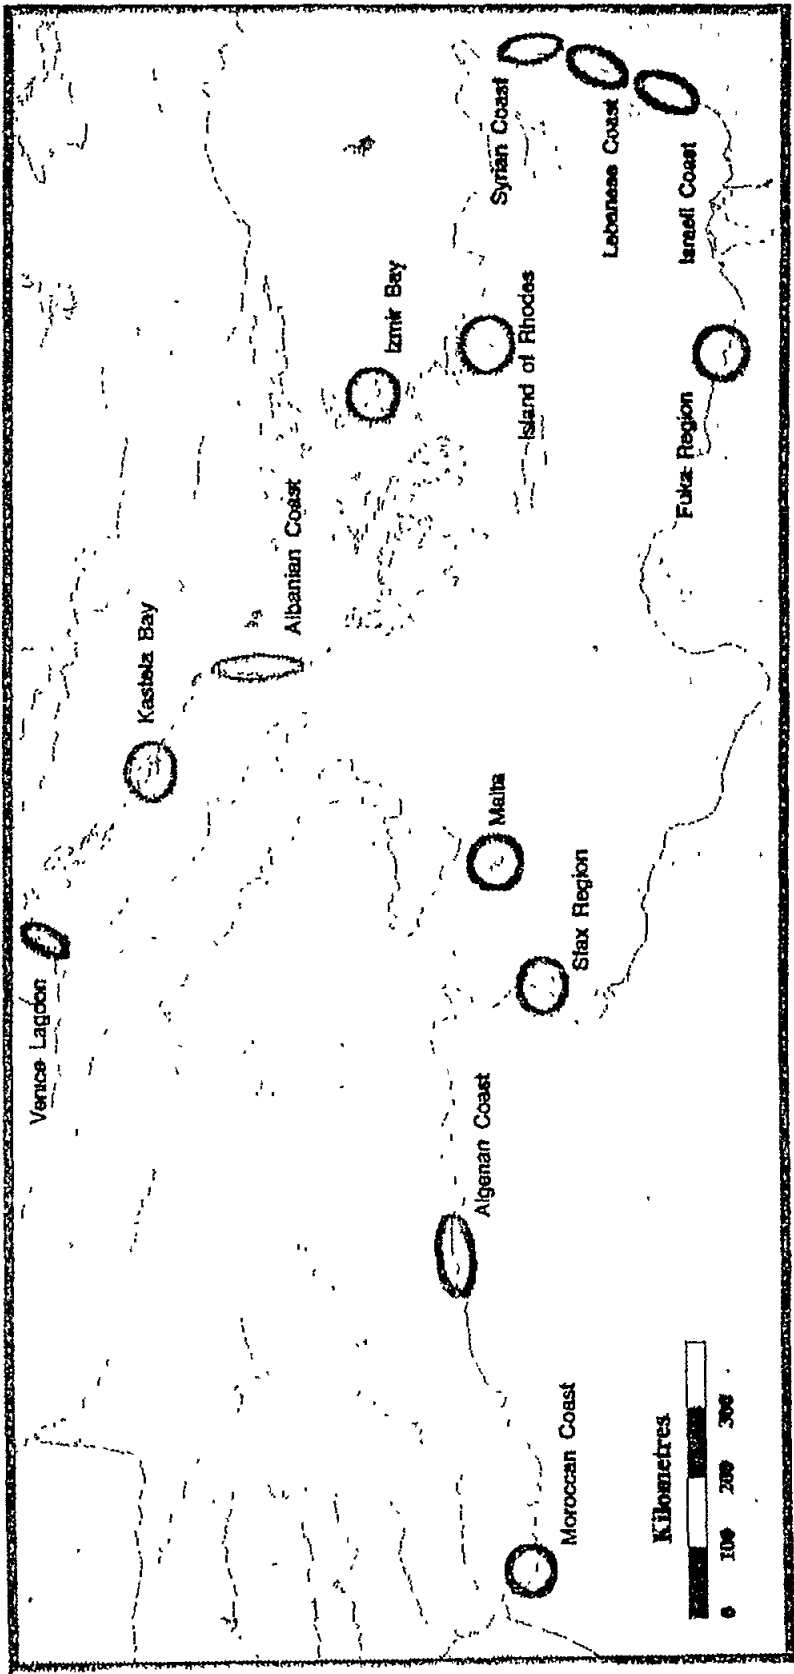 Venice Lagoon
Kastela Bay
Albanian Coast
Izmir Bay
Algerian Coast
Malta
Syrian Coast
Island of Rhodes
Moroccan Coast
Sfax Region
Lebanese Coast
Kilometres
Fuka Region
Israeli Coast
0 100 200 300